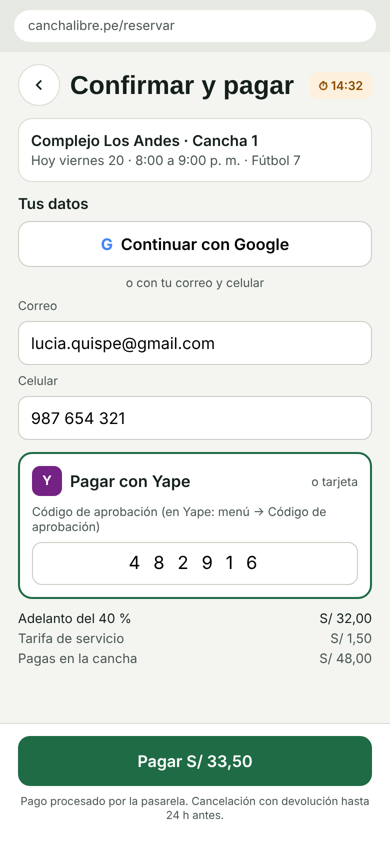 canchalibre.pe/reservar
Confirmar y pagar
⏱ 14:32
Complejo Los Andes · Cancha 1
Hoy viernes 20 · 8:00 a 9:00 p. m. · Fútbol 7
Tus datos
G Continuar con Google
o con tu correo y celular
Correo
lucia.quispe@gmail.com
Celular
987 654 321
Y Pagar con Yape
o tarjeta
Código de aprobación (en Yape: menú → Código de
aprobación)
4 8 2 9 1 6
Adelanto del 40 % S/ 32,00
Tarifa de servicio S/ 1,50
Pagas en la cancha S/ 48,00
Pagar S/ 33,50
Pago procesado por la pasarela. Cancelación con devolución hasta
24 h antes.